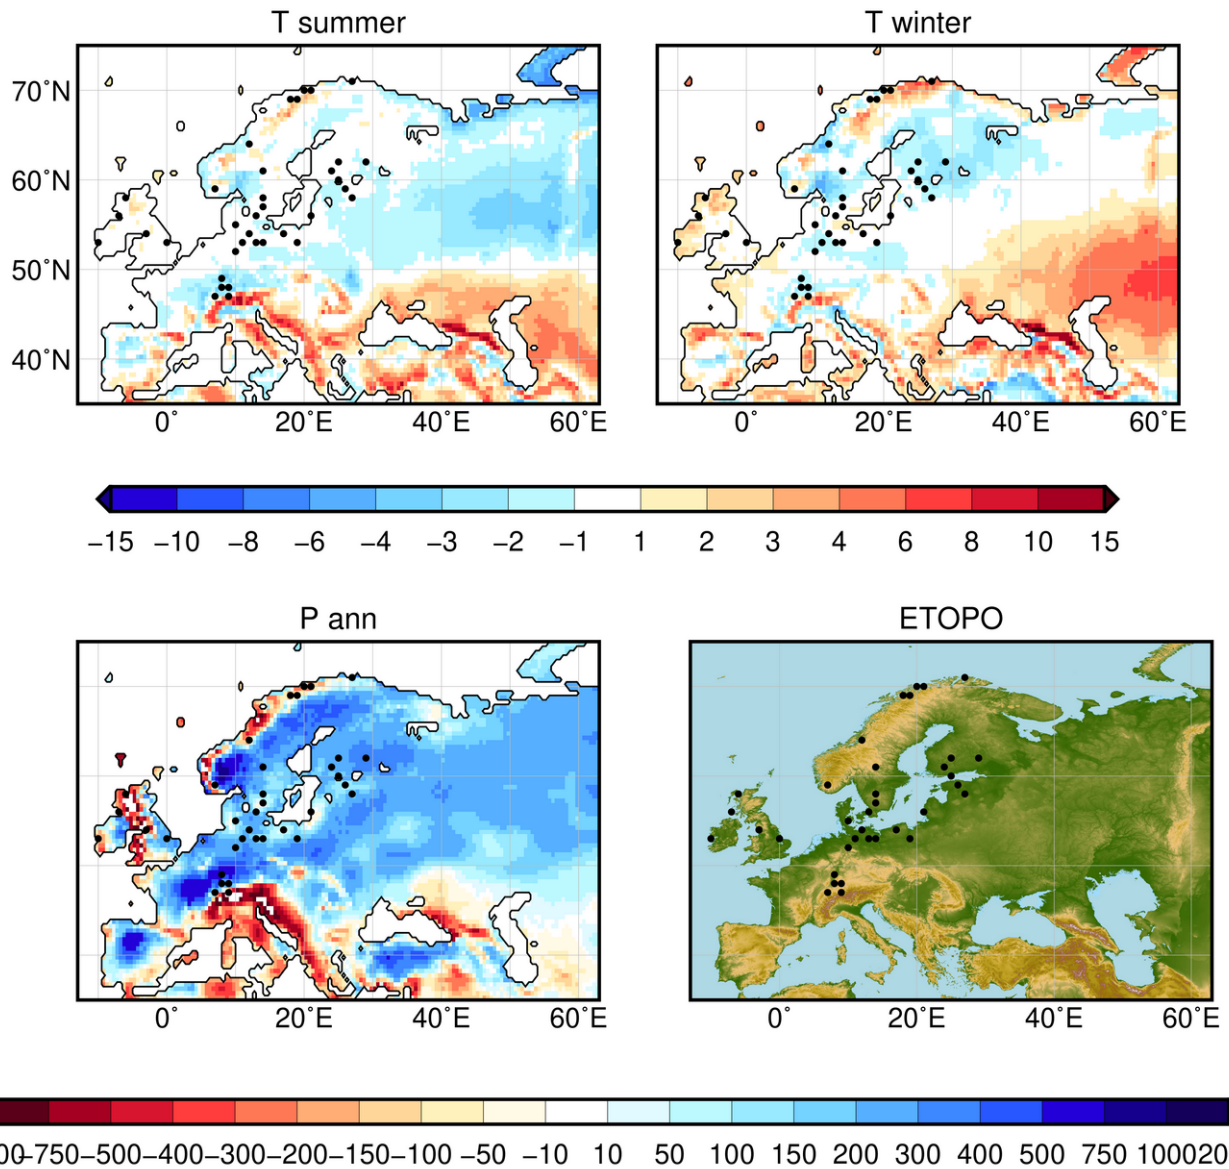 T summer T winter
70°N
60°N
50°N
40°N
0° 20°E 40°E 60°E 0° 20°E 40°E 60°E
−15 −10 −8 −6 −4 −3 −2 −1 1 2 3 4 6 8 10 15
P ann ETOPO
0° 20°E 40°E 60°E 0° 20°E 40°E 60°E
−750 −500 −400 −300 −200 −150 −100 −50 −10 10 50 100 150 200 300 400 500 750 1000